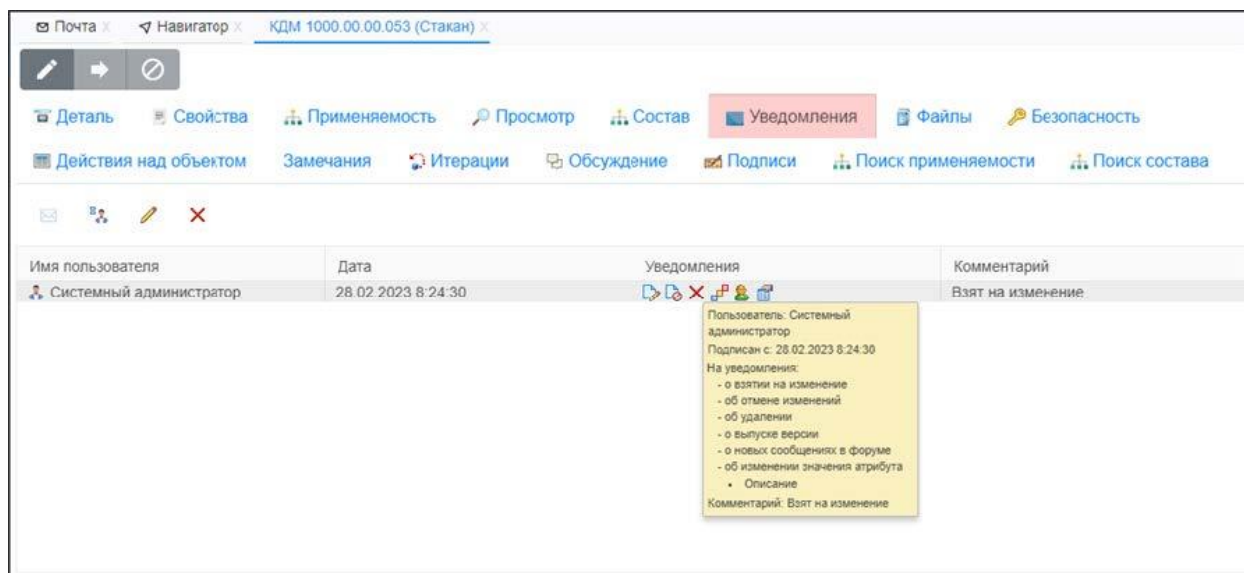 Почта Навигатор КДМ 1000.00.00.053 (Стакан)
Деталь Свойства Применяемость Просмотр Состав Уведомления Файлы Безопасность
Действия над объектом Замечания Итерации Обсуждение Подписи Поиск применяемости Поиск состава
Имя пользователя Дата Уведомления Комментарий
Системный администратор 28.02.2023 8:24:30 Взят на изменение
Пользователь: Системный
администратор
Подписан с: 28.02.2023 8:24:30
На уведомления:
- о взятии на изменение
- об отмене изменений
- об удалении
- о выпуске версии
- о новых сообщениях в форуме
- об изменении значения атрибута
• Описание
Комментарий: Взят на изменение